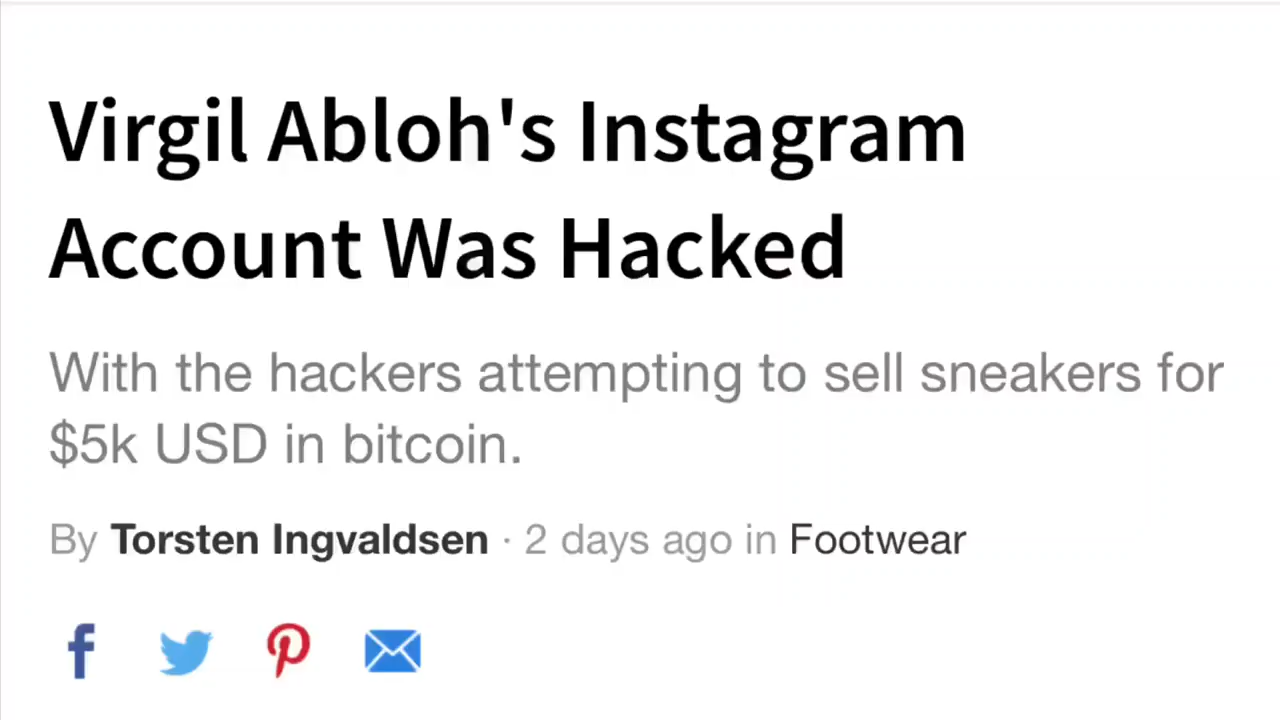 Virgil Abloh's Instagram
Account Was Hacked
With the hackers attempting to sell sneakers for
$5k USD in bitcoin.
By Torsten Ingvaldsen · 2 days ago in Footwear